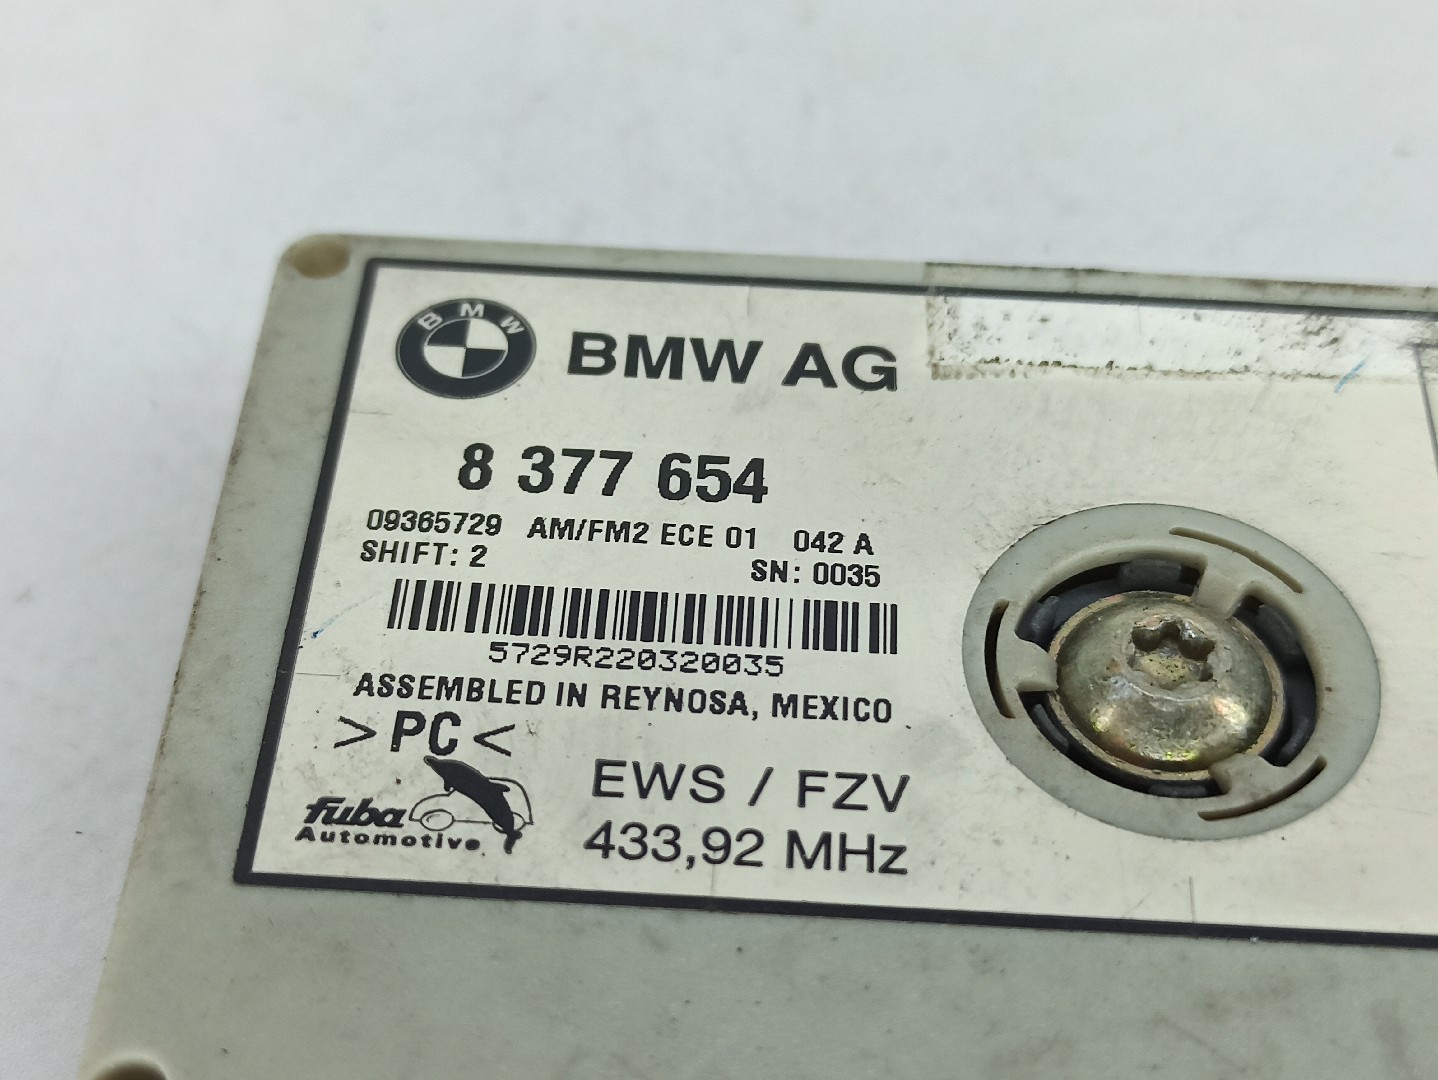 BMW
BMW AG
8 377 654
09365729 AM/FM2 ECE 01 042 A
SHIFT: 2 SN: 0035
5729R220320035
ASSEMBLED IN REYNOSA, MEXICO
>PC<
fuba
Automotive
EWS / FZV
433,92 MHz